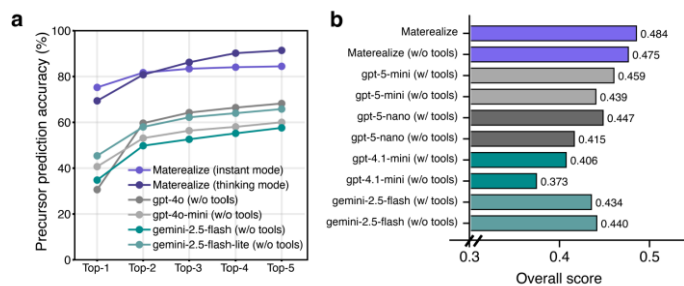 a
Precursor prediction accuracy (%)
100
80
60
40
20
0
Materealize (instant mode)
Materealize (thinking mode)
gpt-4o (w/o tools)
gpt-4o-mini (w/o tools)
gemini-2.5-flash (w/o tools)
gemini-2.5-flash-lite (w/o tools)
Top-1 Top-2 Top-3 Top-4 Top-5
b
Materealize 0.484
Materealize (w/o tools) 0.475
gpt-5-mini (w/ tools) 0.459
gpt-5-mini (w/o tools) 0.439
gpt-5-nano (w/ tools) 0.447
gpt-5-nano (w/o tools) 0.415
gpt-4.1-mini (w/ tools) 0.406
gpt-4.1-mini (w/o tools) 0.373
gemini-2.5-flash (w/ tools) 0.434
gemini-2.5-flash (w/o tools) 0.440
0.3 0.4 0.5
Overall score